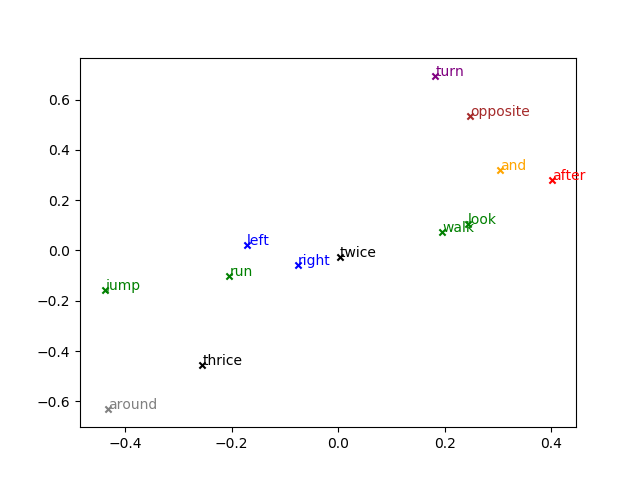 turn
opposite
and
after
look
walk
left
twice
right
run
jump
thrice
around
0.6
0.4
0.2
0.0
−0.2
−0.4
−0.6
−0.4 −0.2 0.0 0.2 0.4